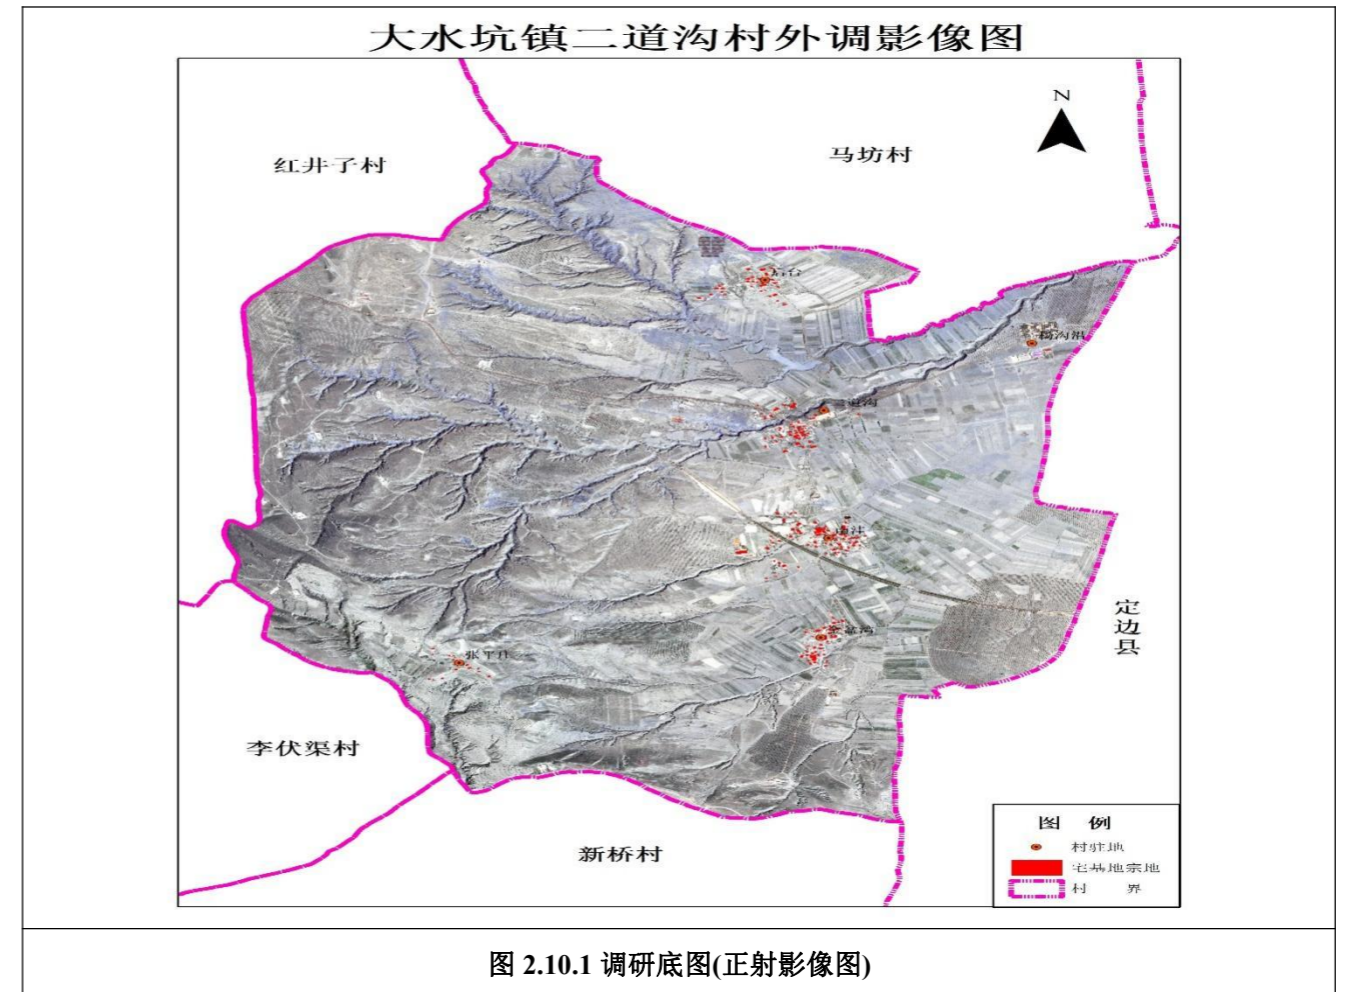 大水坑镇二道沟村外调影像图
N
红井子村
马坊村
定边县
李伏渠村
新桥村
图 例
村驻地
宅基地宗地
村 界
图 2.10.1 调研底图(正射影像图)